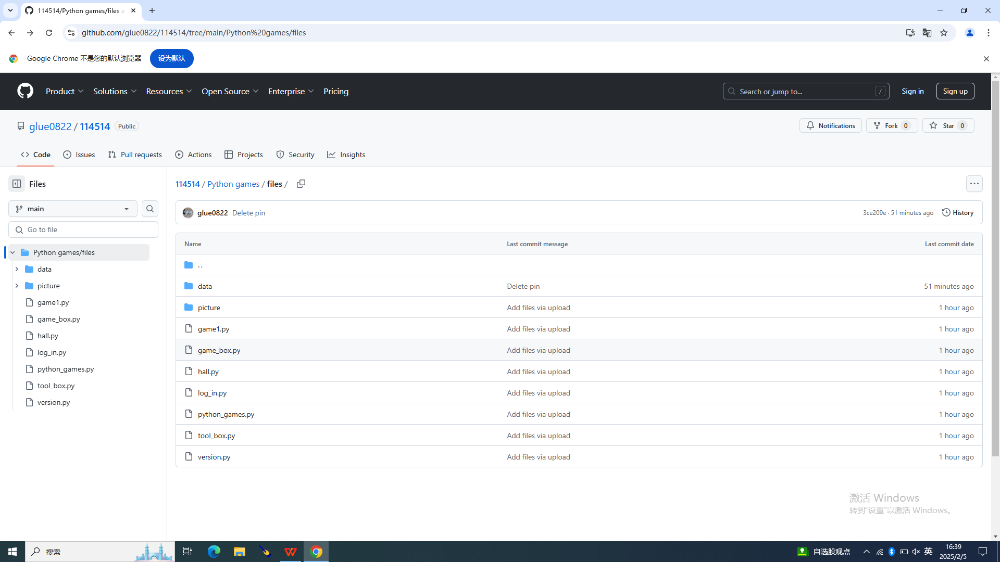 114514/Python games/files a
github.com/glue0822/114514/tree/main/Python%20games/files
Google Chrome 不是您的默认浏览器
设为默认
Product
Solutions
Resources
Open Source
Enterprise
Pricing
Search or jump to...
/
Sign in
Sign up
glue0822 / 114514
Public
Notifications
Fork 0
Star 0
Code
Issues
Pull requests
Actions
Projects
Security
Insights
Files
main
Go to file
Python games/files
data
picture
game1.py
game_box.py
hall.py
log_in.py
python_games.py
tool_box.py
version.py
114514 / Python games / files /
glue0822 Delete pin
3ce209e · 51 minutes ago
History
Name Last commit message Last commit date
..
data Delete pin 51 minutes ago
picture Add files via upload 1 hour ago
game1.py Add files via upload 1 hour ago
game_box.py Add files via upload 1 hour ago
hall.py Add files via upload 1 hour ago
log_in.py Add files via upload 1 hour ago
python_games.py Add files via upload 1 hour ago
tool_box.py Add files via upload 1 hour ago
version.py Add files via upload 1 hour ago
激活 Windows
转到“设置”以激活 Windows。
搜索
自选股观点
英
16:39
2025/2/5